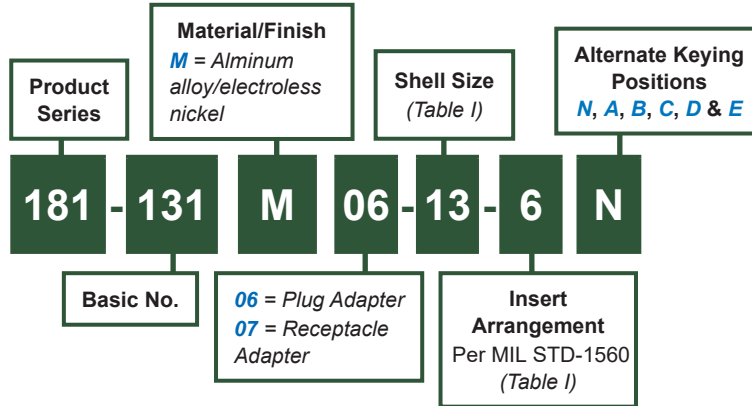 Material/Finish
M = Alminum
alloy/electroless
nickel
Product
Series
Shell Size
(Table I)
Alternate Keying
Positions
N, A, B, C, D & E
181 - 131 M 06 - 13 - 6 N
Basic No.
06 = Plug Adapter
07 = Receptacle
Adapter
Insert
Arrangement
Per MIL STD-1560
(Table I)